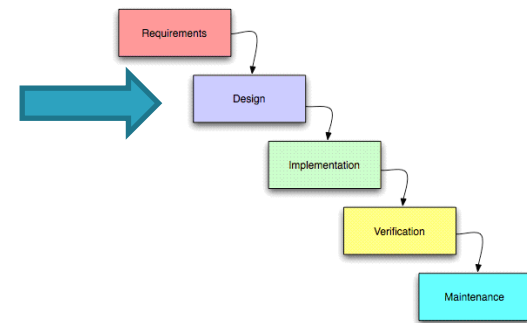 Requirements
Design
Implementation
Verification
Maintenance